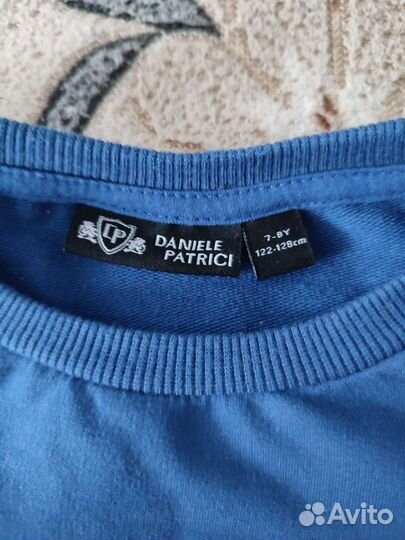 DP
DANIELE
PATRICI
7-8Y
122-128cm
Avito